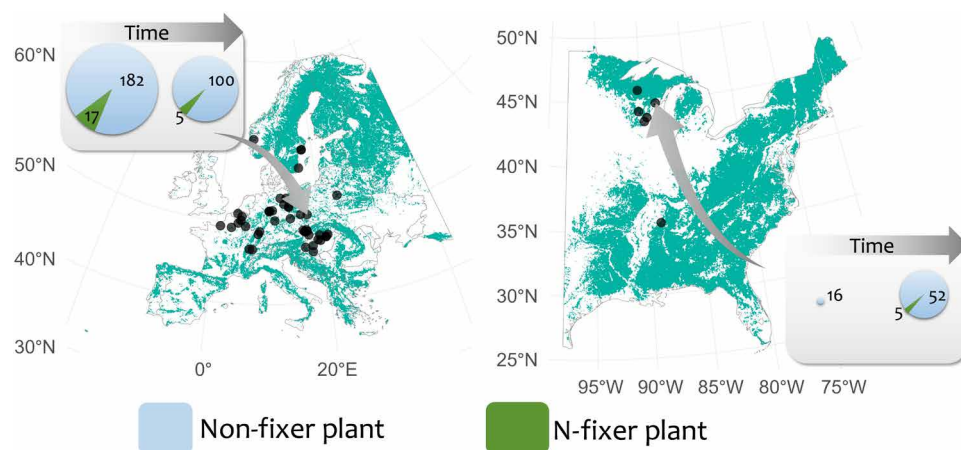 Time
182
17
100
5
60°N
50°N
40°N
30°N
0°
20°E
50°N
45°N
40°N
35°N
30°N
25°N
Time
16
52
5
95°W
90°W
85°W
80°W
75°W
Non-fixer plant
N-fixer plant